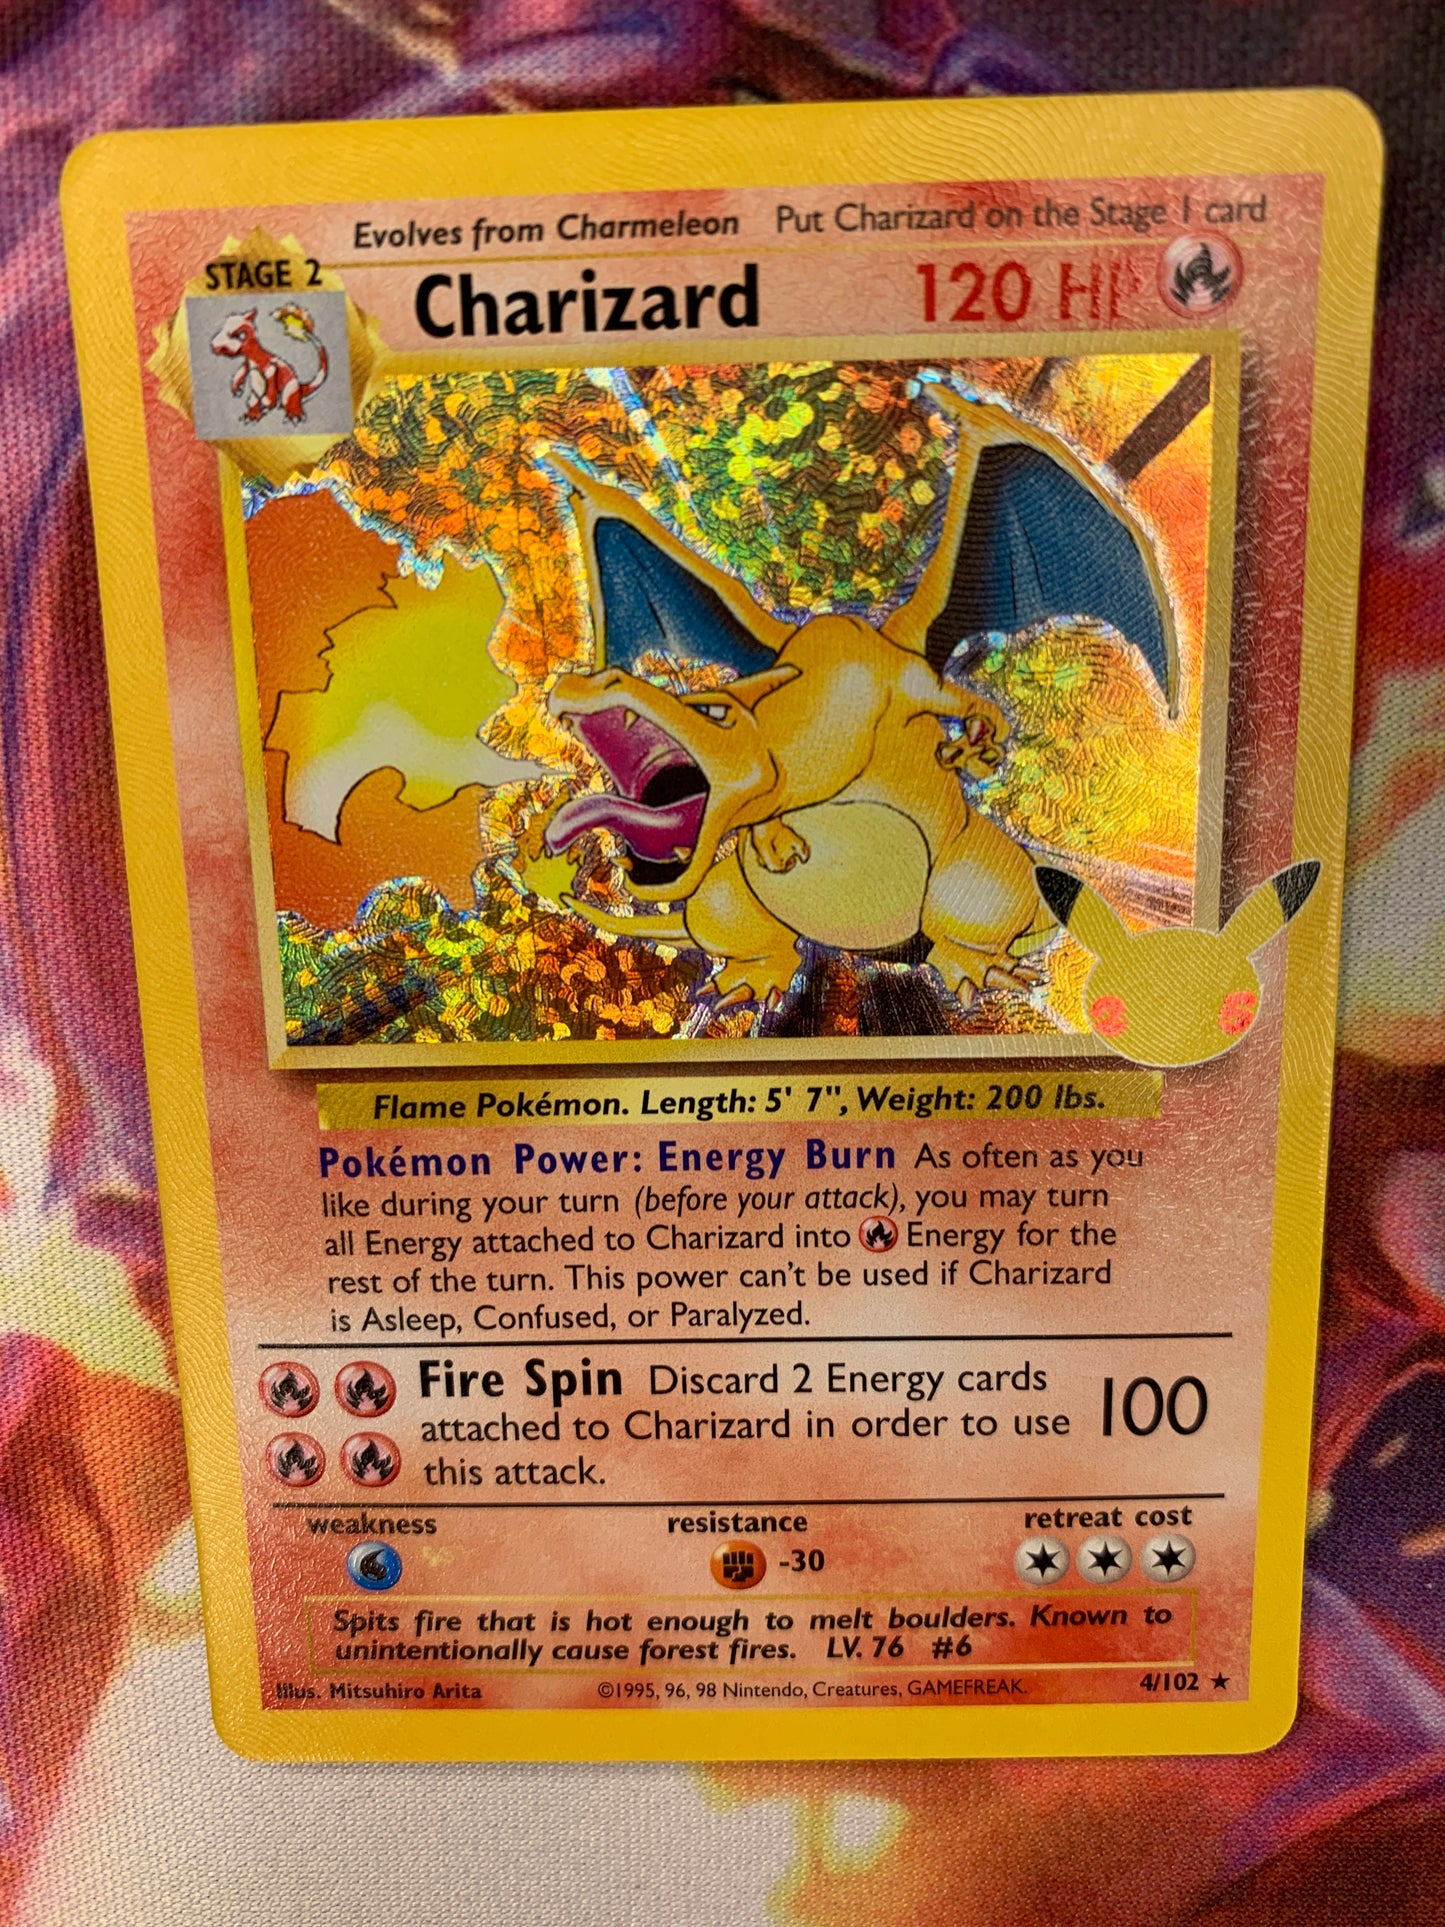 Evolves from Charmeleon Put Charizard on the Stage 1 card
STAGE 2
Charizard 120 HP
25
Flame Pokémon. Length: 5' 7", Weight: 200 lbs.
Pokémon Power: Energy Burn As often as you
like during your turn (before your attack), you may turn
all Energy attached to Charizard into Energy for the
rest of the turn. This power can't be used if Charizard
is Asleep, Confused, or Paralyzed.
Fire Spin Discard 2 Energy cards
attached to Charizard in order to use
this attack.
100
weakness resistance retreat cost
-30
Spits fire that is hot enough to melt boulders. Known to
unintentionally cause forest fires. LV. 76 #6
Illus. Mitsuhiro Arita ©1995, 96, 98 Nintendo, Creatures, GAMEFREAK. 4/102 ★